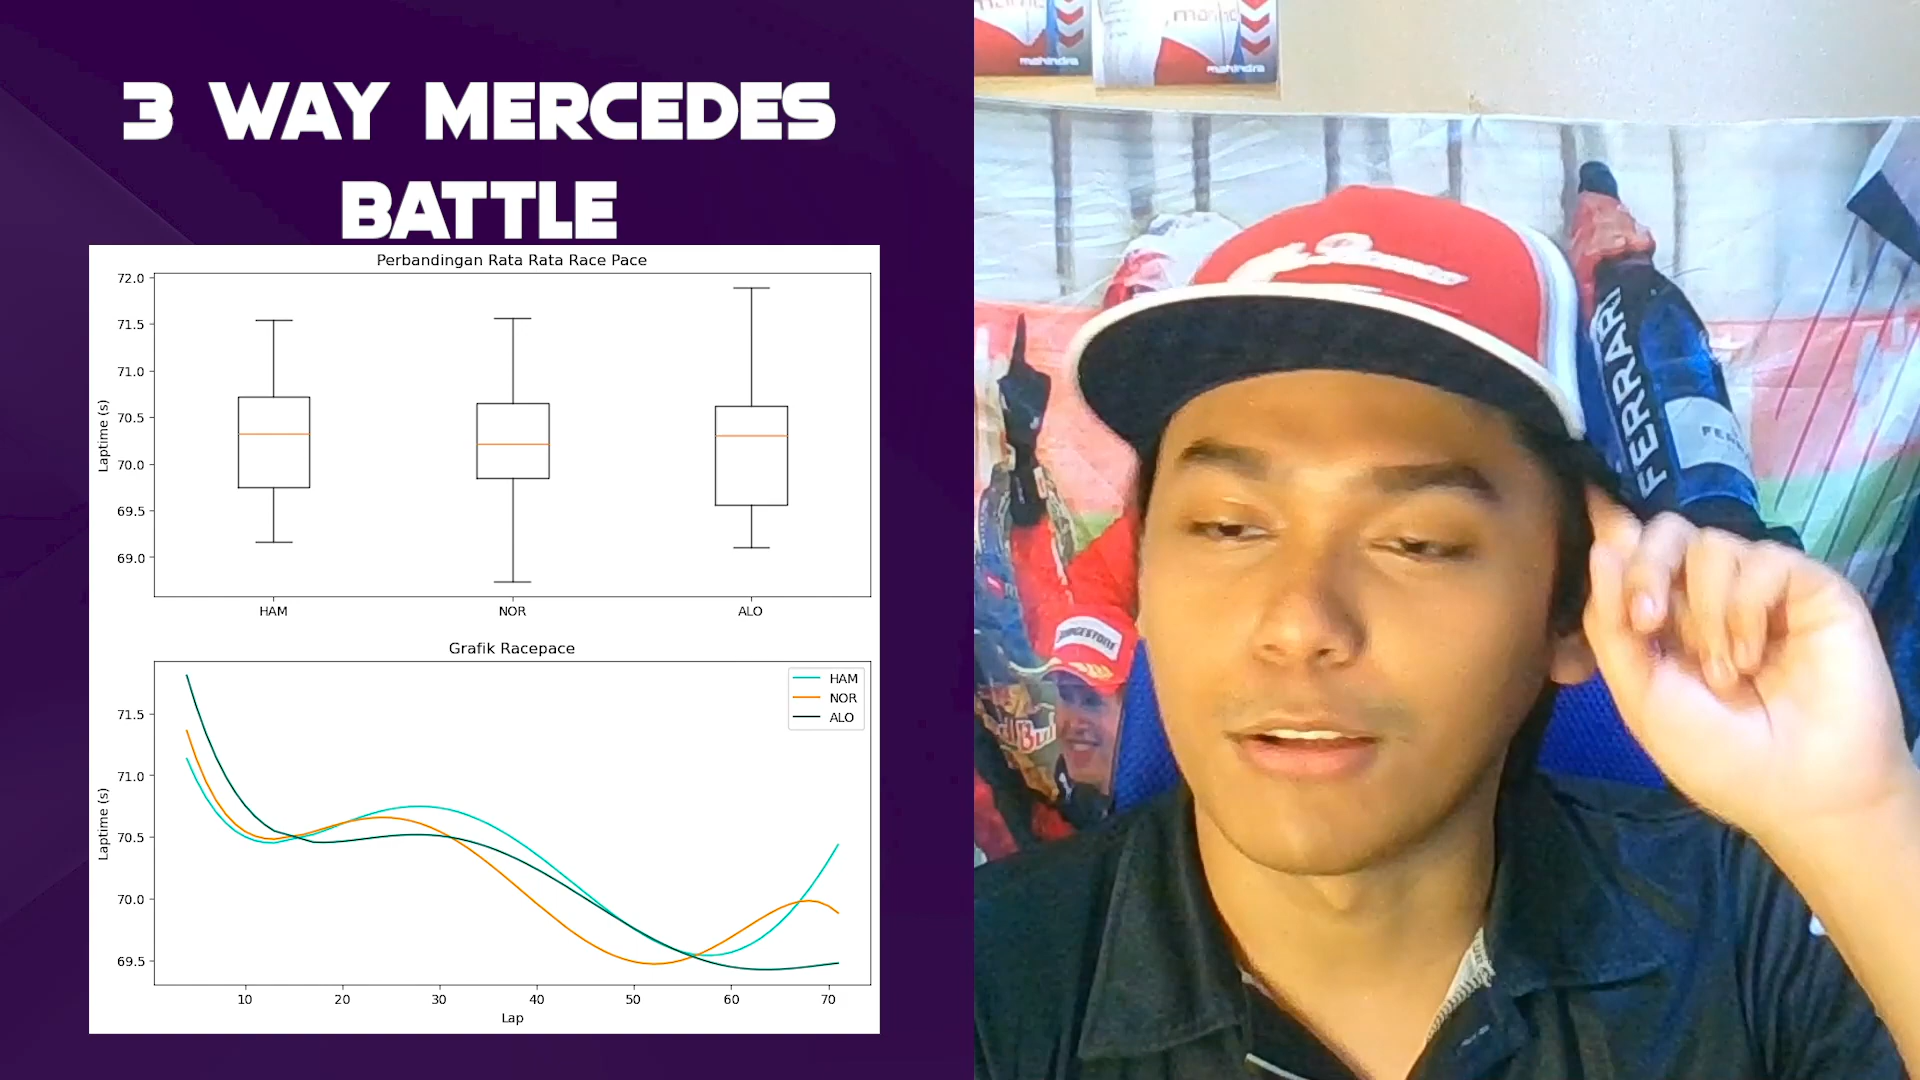 3 WAY MERCEDES
BATTLE
Perbandingan Rata Rata Race Pace
72.0
71.5
71.0
70.5
70.0
69.5
69.0
Laptime (s)
HAM
NOR
ALO
Grafik Racepace
HAM
NOR
ALO
71.5
71.0
70.5
70.0
69.5
Laptime (s)
10 20 30 40 50 60 70
Lap
mahindra
mahindra
FERRARI
BRIDGESTONE